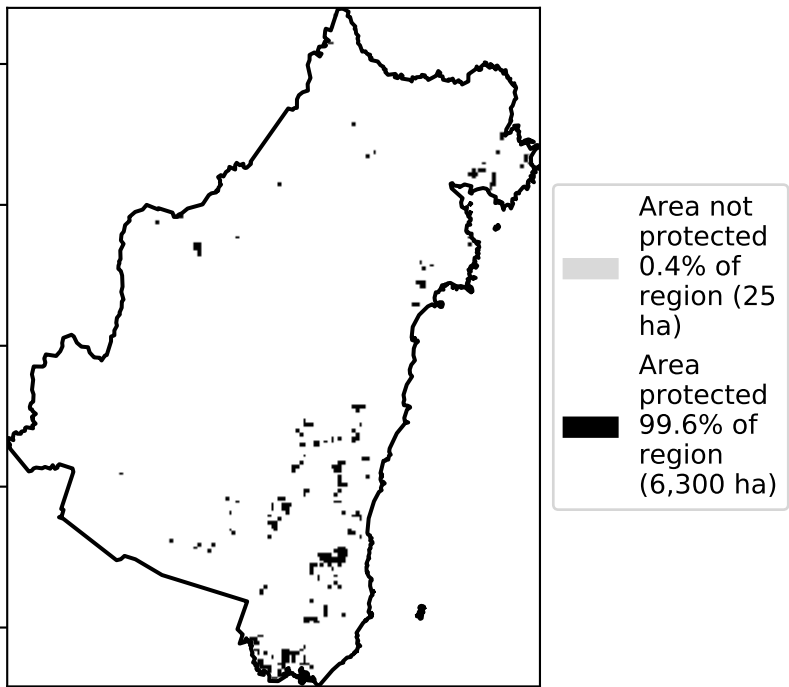 Area not
protected
0.4% of
region (25
ha)
Area
protected
99.6% of
region
(6,300 ha)